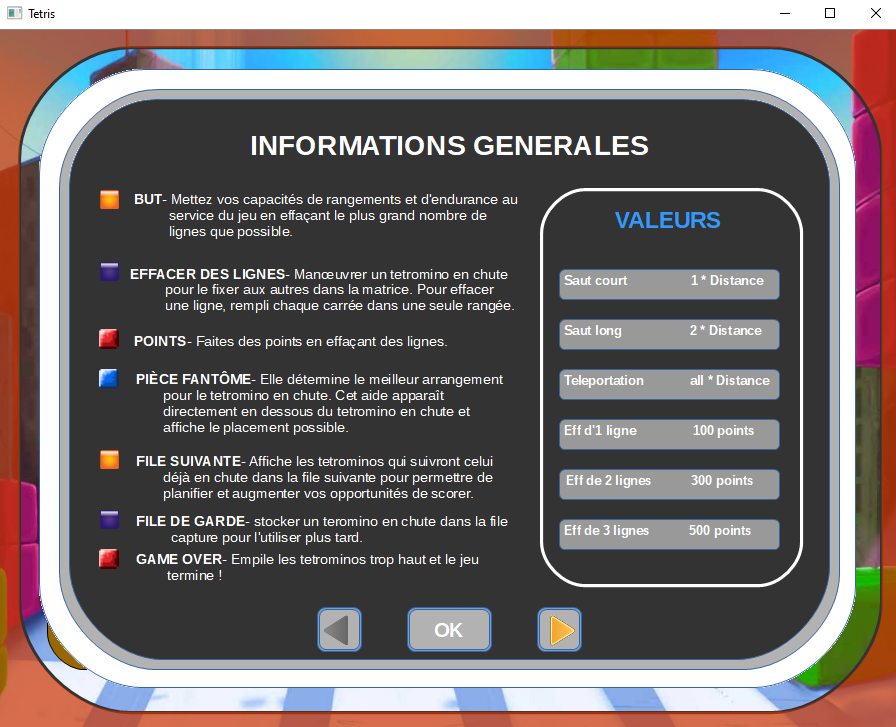 Tetris
INFORMATIONS GENERALES
BUT- Mettez vos capacités de rangements et d'endurance au
service du jeu en effaçant le plus grand nombre de
lignes que possible.
EFFACER DES LIGNES- Manœuvrer un tetromino en chute
pour le fixer aux autres dans la matrice. Pour effacer
une ligne, rempli chaque carrée dans une seule rangée.
POINTS- Faites des points en effaçant des lignes.
PIÈCE FANTÔME- Elle détermine le meilleur arrangement
pour le tetromino en chute. Cet aide apparaît
directement en dessous du tetromino en chute et
affiche le placement possible.
FILE SUIVANTE- Affiche les tetrominos qui suivront celui
déjà en chute dans la file suivante pour permettre de
planifier et augmenter vos opportunités de scorer.
FILE DE GARDE- stocker un teromino en chute dans la file
capture pour l'utiliser plus tard.
GAME OVER- Empile les tetrominos trop haut et le jeu
termine !
VALEURS
Saut court 1 * Distance
Saut long 2 * Distance
Teleportation all * Distance
Eff d'1 ligne 100 points
Eff de 2 lignes 300 points
Eff de 3 lignes 500 points
OK